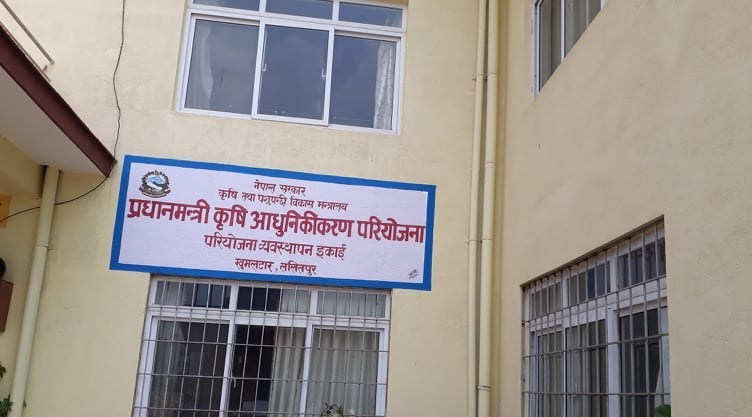 नेपाल सरकार
कृषि तथा पशुपन्छी विकास मन्त्रालय
प्रधानमन्त्री कृषि आधुनिकीकरण परियोजना
परियोजना व्यवस्थापन इकाई
खुमलटार, ललितपुर